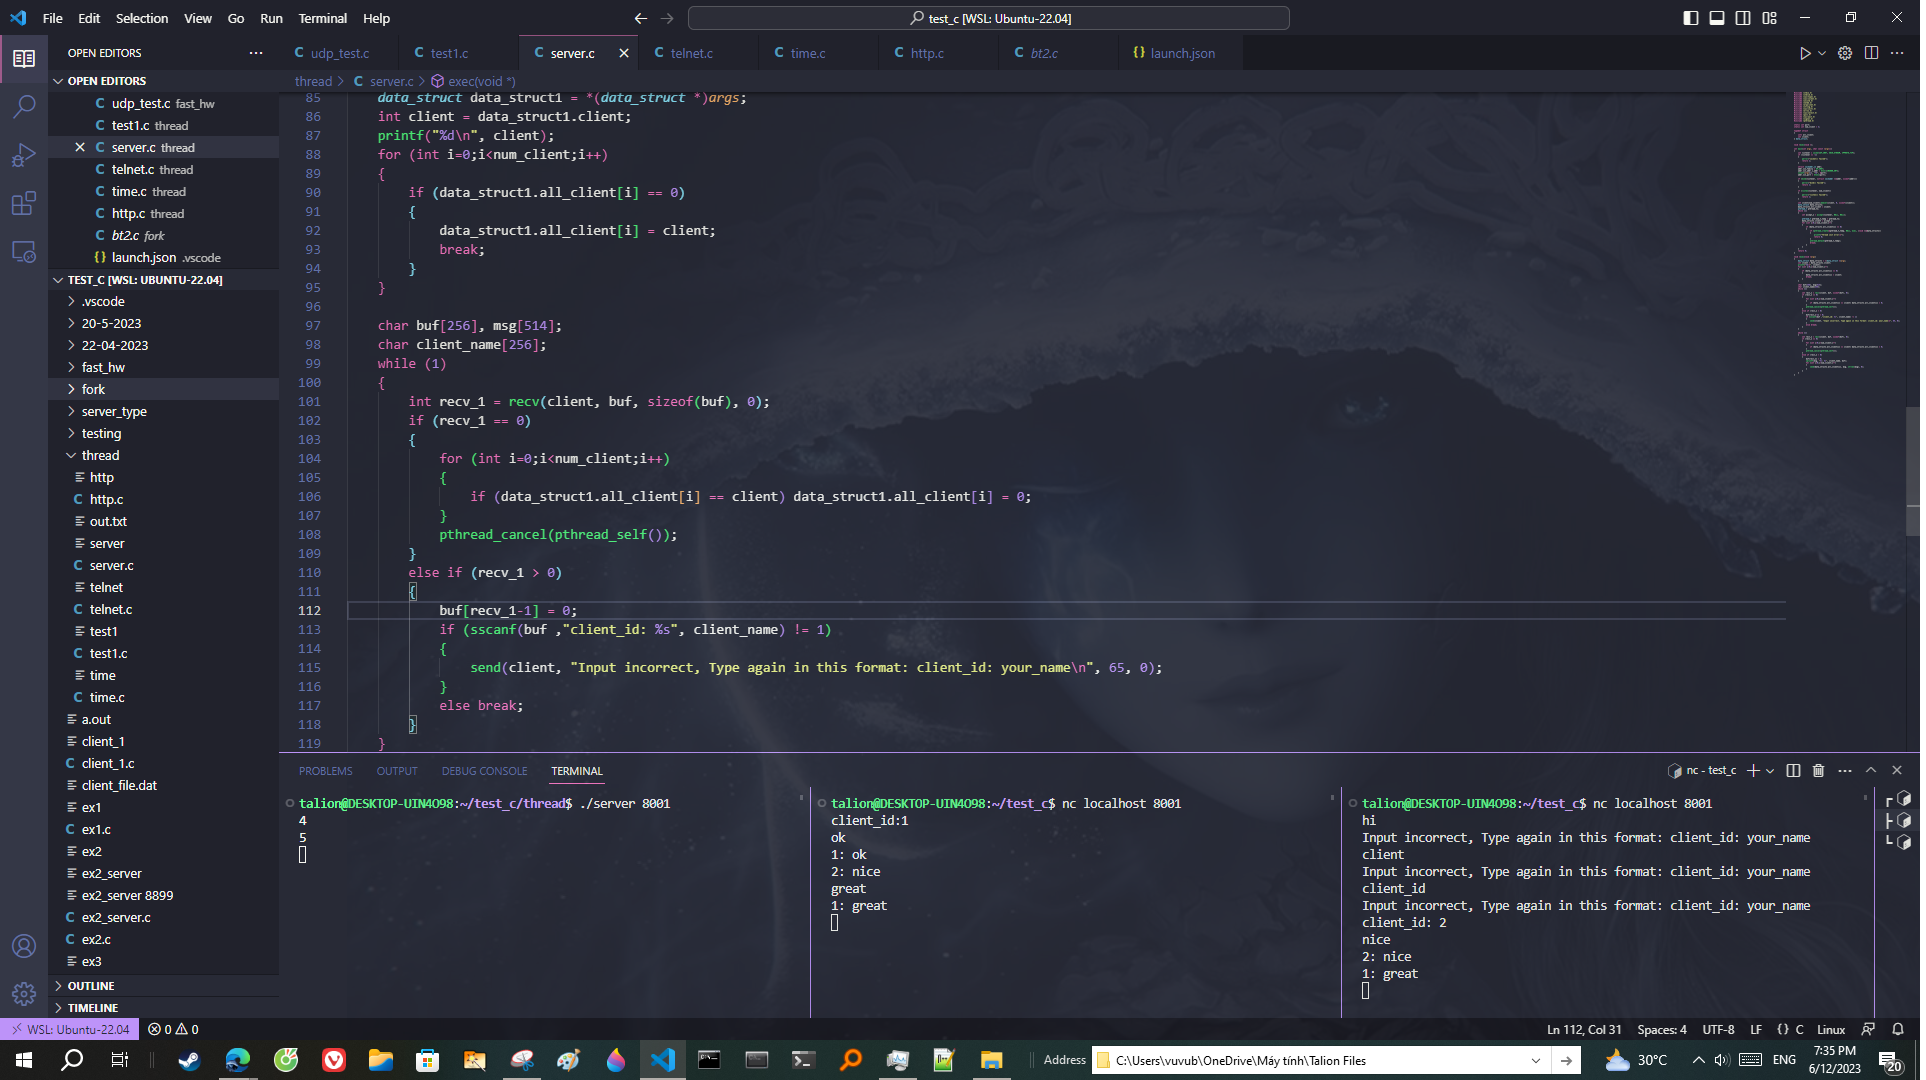 File Edit Selection View Go Run Terminal Help
test_c [WSL: Ubuntu-22.04]
OPEN EDITORS
udp_test.c
test1.c
server.c
telnet.c
time.c
http.c
bt2.c
launch.json
thread > C server.c > exec(void *)
OPEN EDITORS
C udp_test.c fast_hw
C test1.c thread
C server.c thread
C telnet.c thread
C time.c thread
C http.c thread
C bt2.c fork
{} launch.json .vscode
TEST_C [WSL: UBUNTU-22.04]
.vscode
20-5-2023
22-04-2023
fast_hw
fork
server_type
testing
thread
http
C http.c
out.txt
server
C server.c
telnet
C telnet.c
test1
C test1.c
time
C time.c
a.out
client_1
C client_1.c
client_file.dat
ex1
C ex1.c
ex2
ex2_server
ex2_server 8899
C ex2_server.c
C ex2.c
ex3
OUTLINE
TIMELINE
85 data_struct data_struct1 = *(data_struct *)args;
86 int client = data_struct1.client;
87 printf("%d\n", client);
88 for (int i=0;i<num_client;i++)
89 {
90 if (data_struct1.all_client[i] == 0)
91 {
92 data_struct1.all_client[i] = client;
93 break;
94 }
95 }
96
97 char buf[256], msg[514];
98 char client_name[256];
99 while (1)
100 {
101 int recv_1 = recv(client, buf, sizeof(buf), 0);
102 if (recv_1 == 0)
103 {
104 for (int i=0;i<num_client;i++)
105 {
106 if (data_struct1.all_client[i] == client) data_struct1.all_client[i] = 0;
107 }
108 pthread_cancel(pthread_self());
109 }
110 else if (recv_1 > 0)
111 {
112 buf[recv_1-1] = 0;
113 if (sscanf(buf ,"client_id: %s", client_name) != 1)
114 {
115 send(client, "Input incorrect, Type again in this format: client_id: your_name\n", 65, 0);
116 }
117 else break;
118 }
119 }
PROBLEMS OUTPUT DEBUG CONSOLE TERMINAL
nc - test_c
talion@DESKTOP-UIN4O98:~/test_c/thread$ ./server 8001
4
5
talion@DESKTOP-UIN4O98:~/test_c$ nc localhost 8001
client_id:1
ok
1: ok
2: nice
great
1: great
talion@DESKTOP-UIN4O98:~/test_c$ nc localhost 8001
hi
Input incorrect, Type again in this format: client_id: your_name
client
Input incorrect, Type again in this format: client_id: your_name
client_id
Input incorrect, Type again in this format: client_id: your_name
client_id: 2
nice
2: nice
1: great
WSL: Ubuntu-22.04 0 0
Ln 112, Col 31 Spaces: 4 UTF-8 LF {} C Linux
Address C:\Users\vuvub\OneDrive\Máy tính\Talion Files
30°C
ENG
7:35 PM
6/12/2023
20